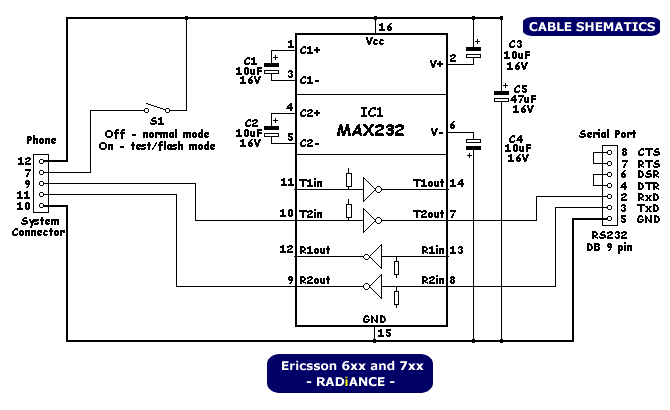 CABLE SHEMATICS
16
Vcc
1 C1+
C1
10uF
16V
3 C1-
V+ 2
C3
10uF
16V
C5
47uF
16V
S1
Off - normal mode
On - test/flash mode
4 C2+
C2
10uF
16V
5 C2-
IC1
MAX232
V- 6
C4
10uF
16V
Phone
12
7
9
11
10
System
Connector
11 T1in T1out 14
10 T2in T2out 7
12 R1out R1in 13
9 R2out R2in 8
GND
15
Serial Port
8 CTS
7 RTS
6 DSR
4 DTR
2 RxD
3 TxD
5 GND
RS232
DB 9 pin
Ericsson 6xx and 7xx
- RADiANCE -